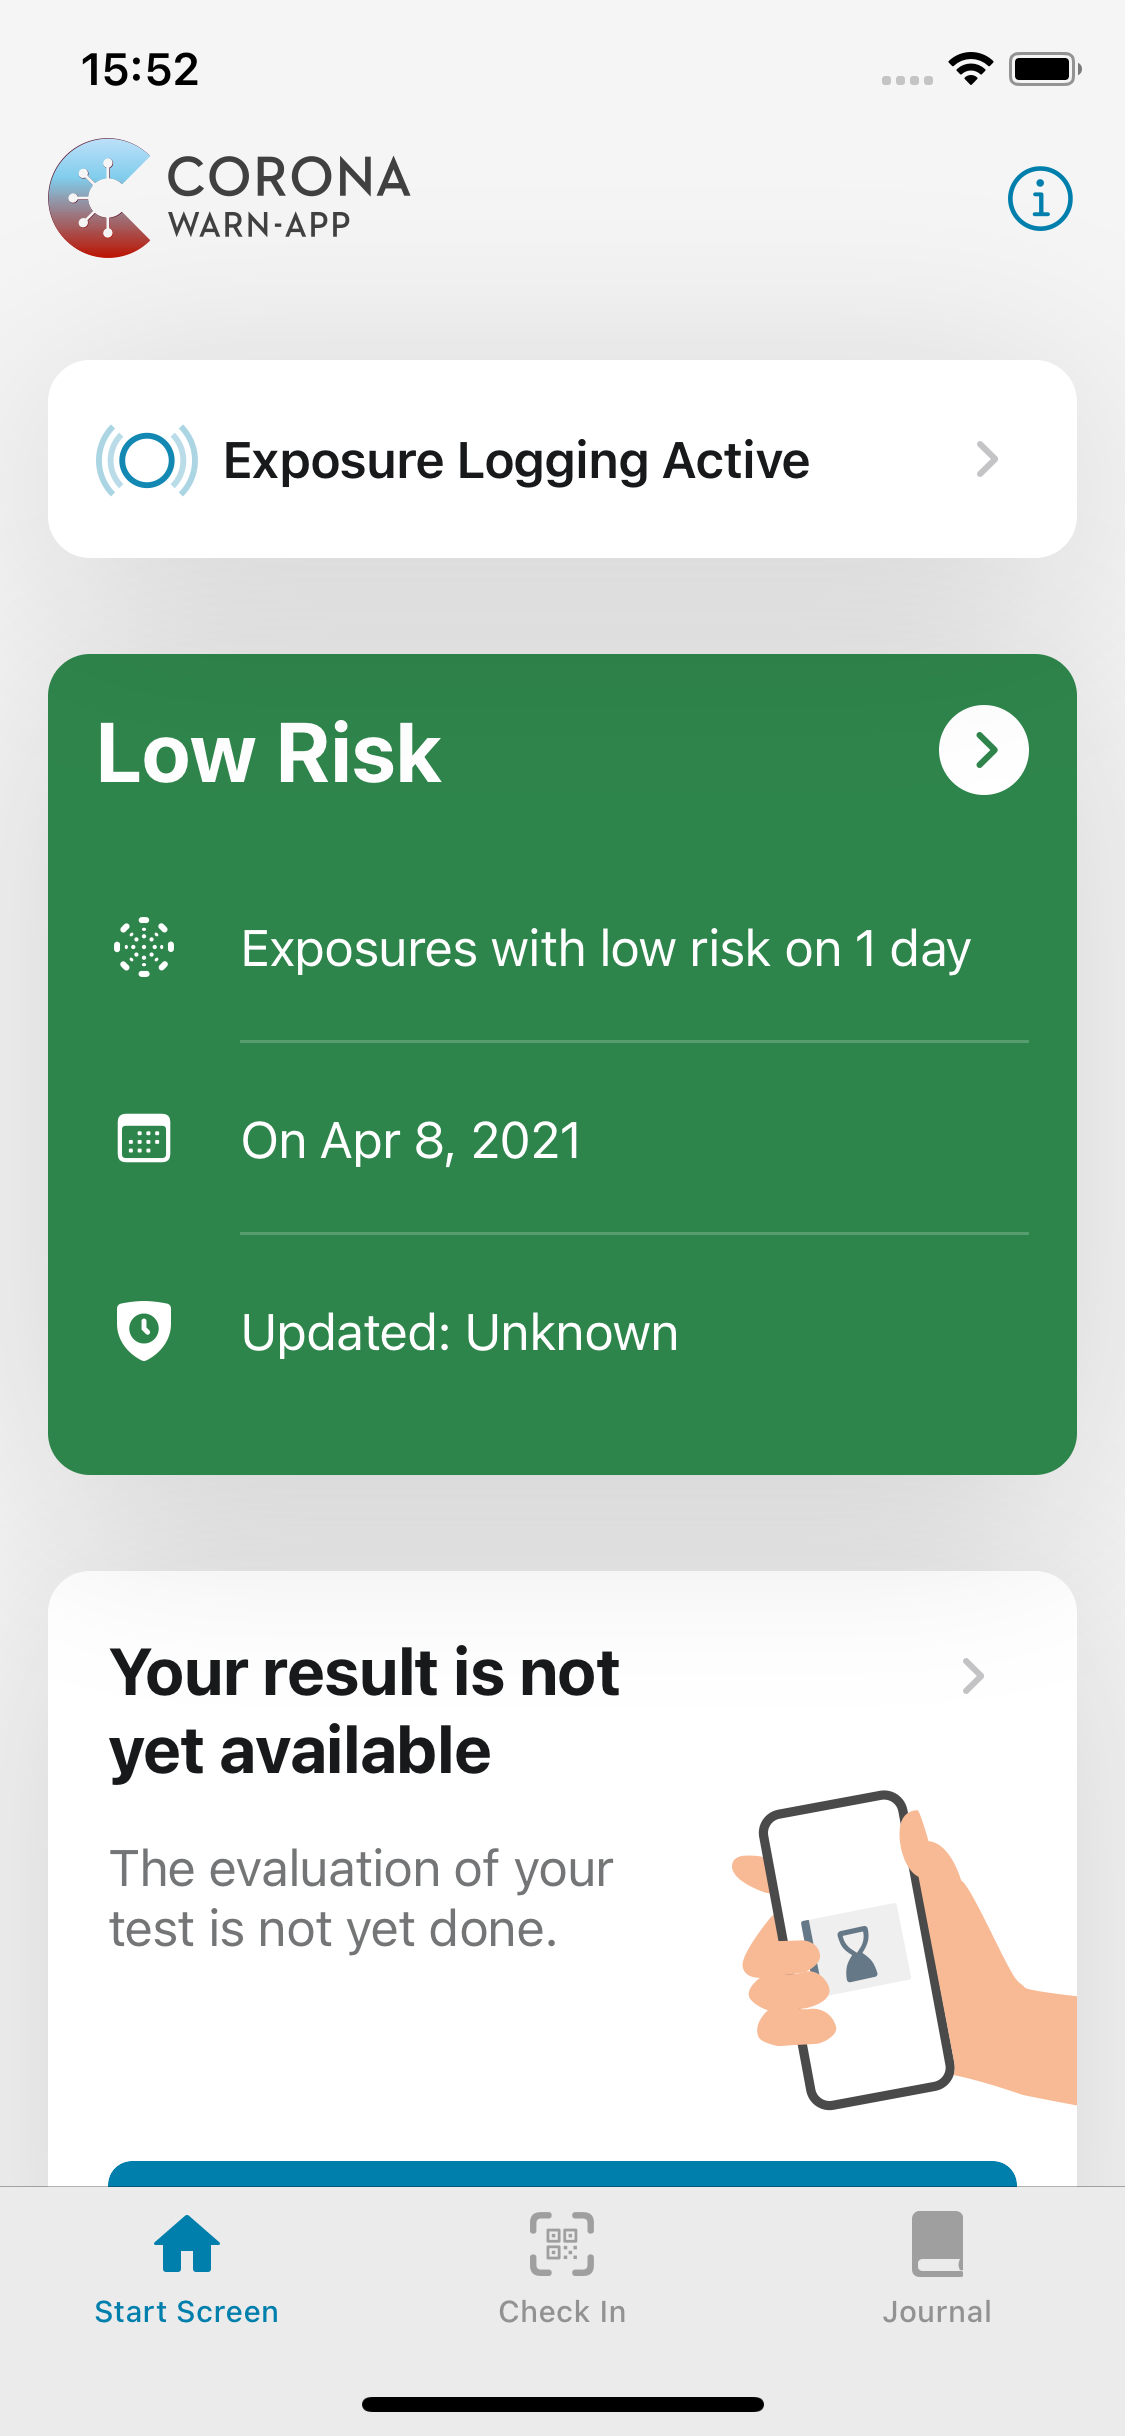 15:52
CORONA
WARN-APP
Exposure Logging Active
Low Risk
Exposures with low risk on 1 day
On Apr 8, 2021
Updated: Unknown
Your result is not
yet available
The evaluation of your
test is not yet done.
Start Screen
Check In
Journal